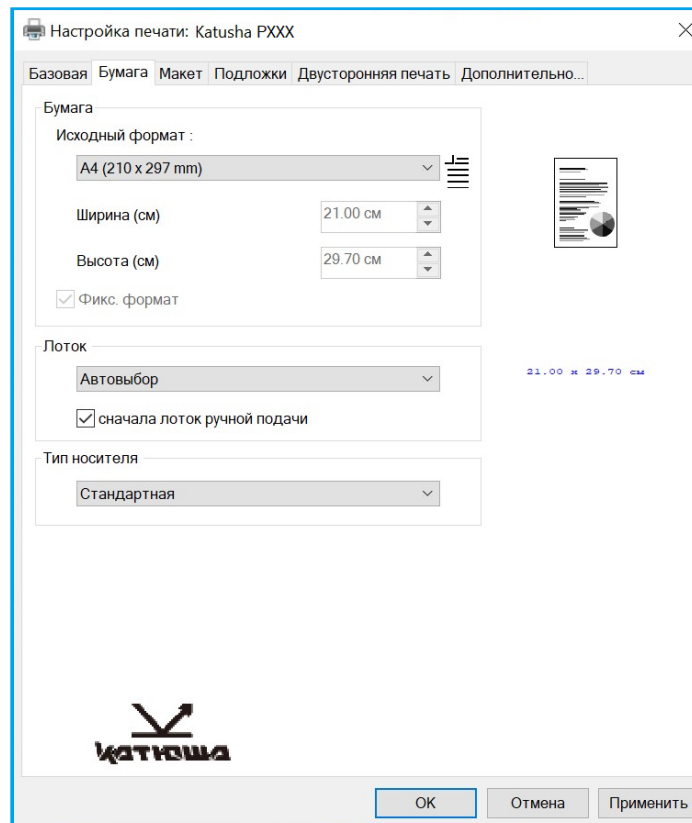 Настройка печати: Katusha PXXX
Базовая Бумага Макет Подложки Двусторонняя печать Дополнительно...
Бумага
Исходный формат :
A4 (210 x 297 mm)
Ширина (см) 21.00 см
Высота (см) 29.70 см
Фикс. формат
Лоток
Автовыбор
21.00 x 29.70 см
сначала лоток ручной подачи
Тип носителя
Стандартная
катюша
OK Отмена Применить